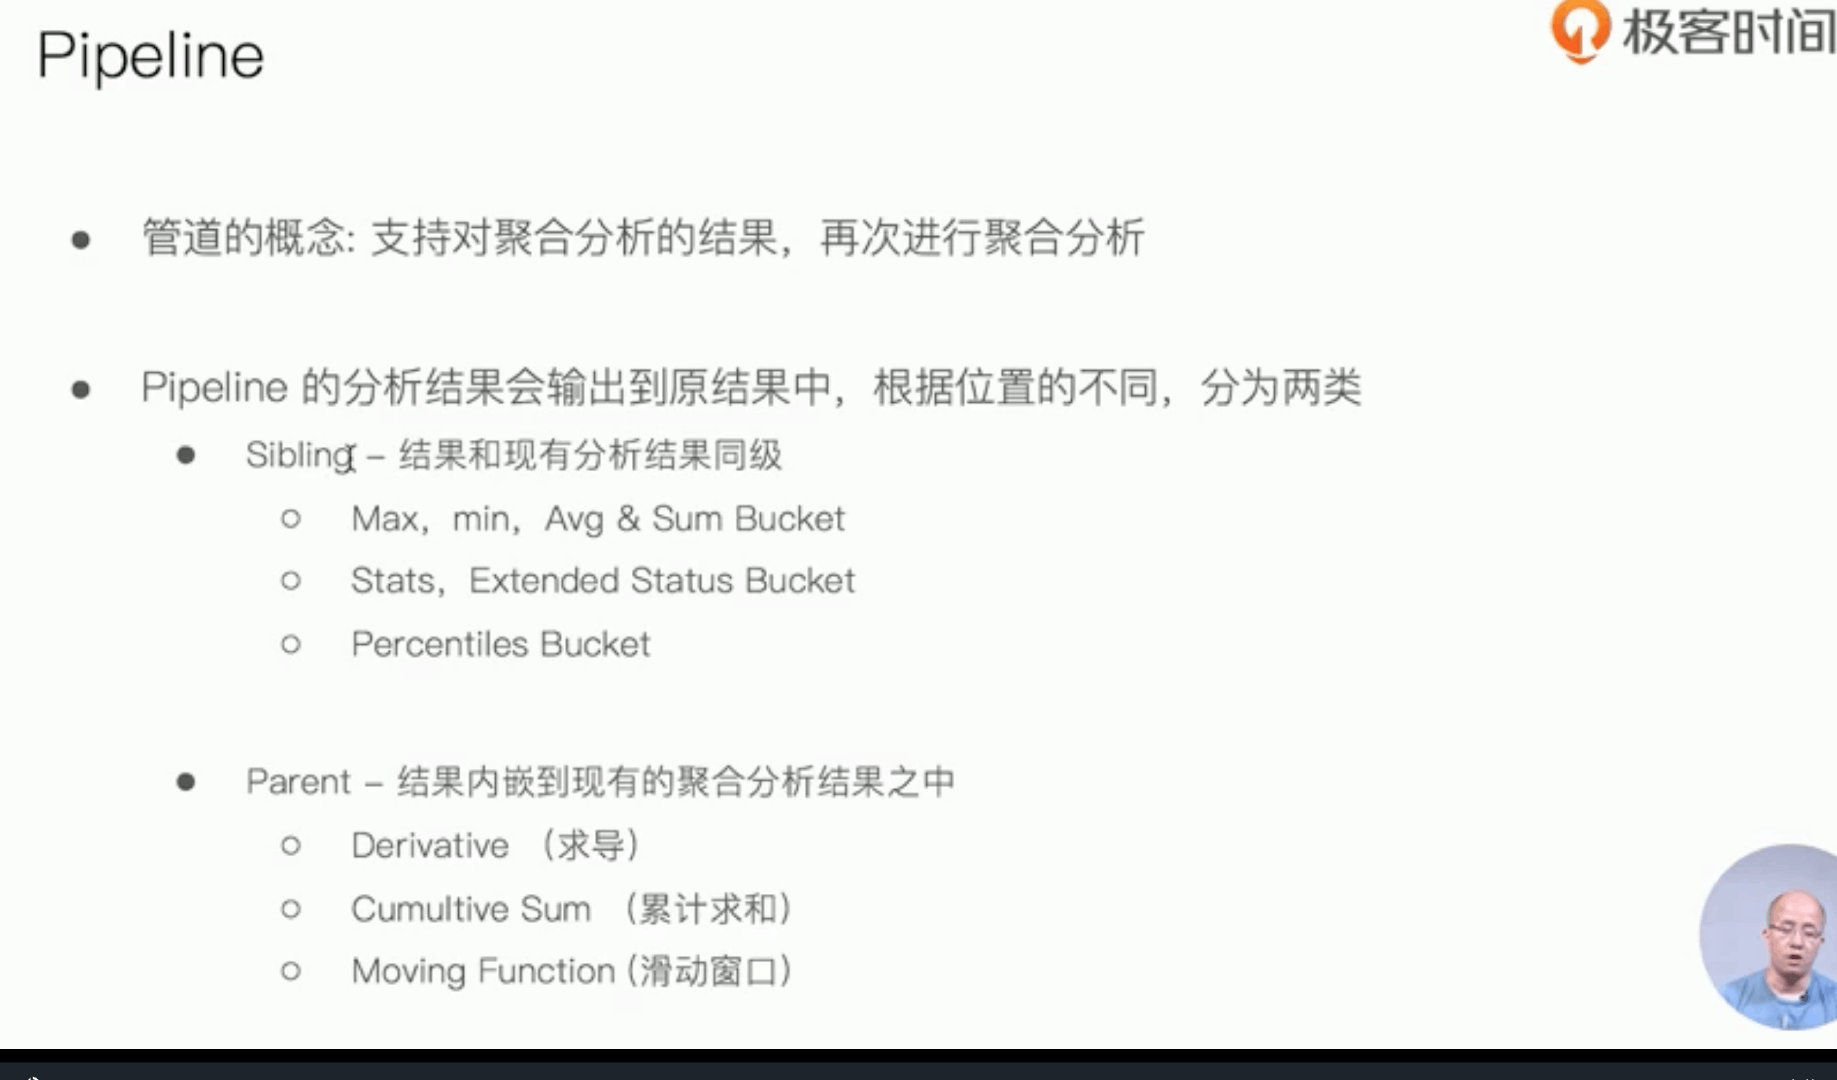 Pipeline
极客时间
管道的概念: 支持对聚合分析的结果，再次进行聚合分析
Pipeline 的分析结果会输出到原结果中，根据位置的不同，分为两类
Sibling – 结果和现有分析结果同级
Max，min，Avg & Sum Bucket
Stats，Extended Status Bucket
Percentiles Bucket
Parent – 结果内嵌到现有的聚合分析结果之中
Derivative （求导）
Cumultive Sum （累计求和）
Moving Function (滑动窗口）